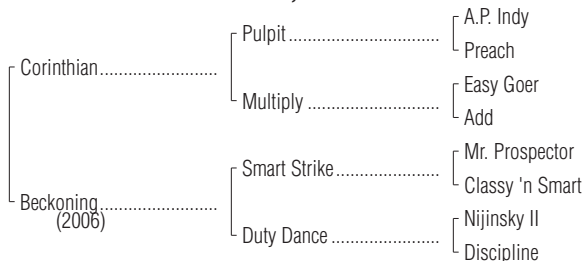 A.P. Indy
Pulpit
Preach
Corinthian
Easy Goer
Multiply
Add
Mr. Prospector
Smart Strike
Classy 'n Smart
Beckoning
(2006)
Nijinsky II
Duty Dance
Discipline